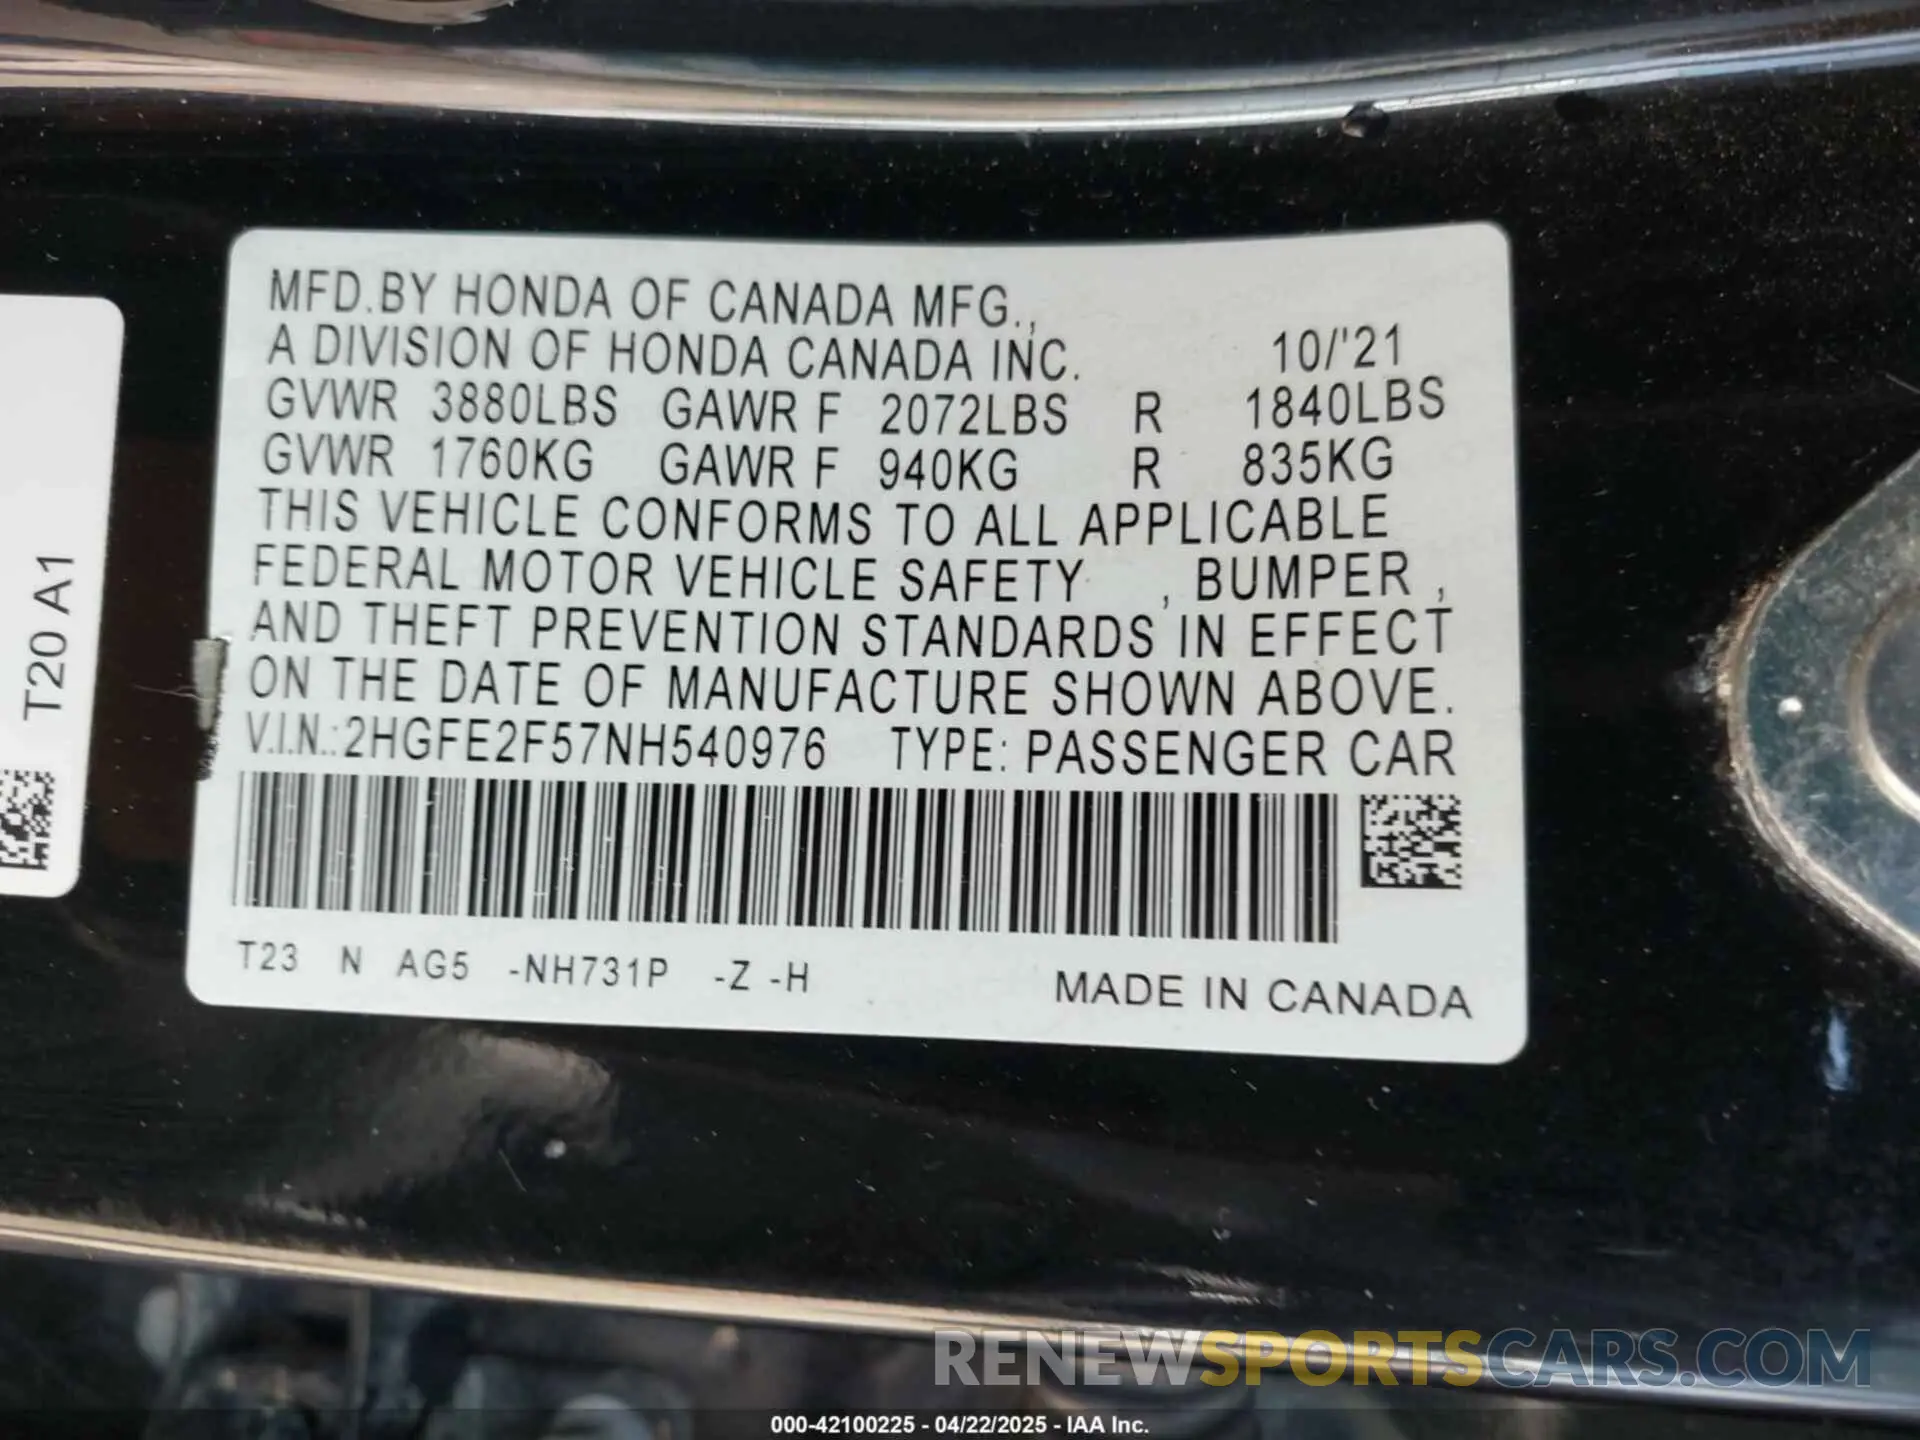 MFD.BY HONDA OF CANADA MFG.,
A DIVISION OF HONDA CANADA INC. 10/'21
GVWR 3880LBS GAWR F 2072LBS R 1840LBS
GVWR 1760KG GAWR F 940KG R 835KG
THIS VEHICLE CONFORMS TO ALL APPLICABLE
FEDERAL MOTOR VEHICLE SAFETY , BUMPER ,
AND THEFT PREVENTION STANDARDS IN EFFECT
ON THE DATE OF MANUFACTURE SHOWN ABOVE.
V.I.N.:2HGFE2F57NH540976 TYPE: PASSENGER CAR
T23 N AG5 -NH731P -Z -H MADE IN CANADA
T20 A1
RENEWSPORTSCARS.COM
000-42100225 - 04/22/2025 - IAA Inc.